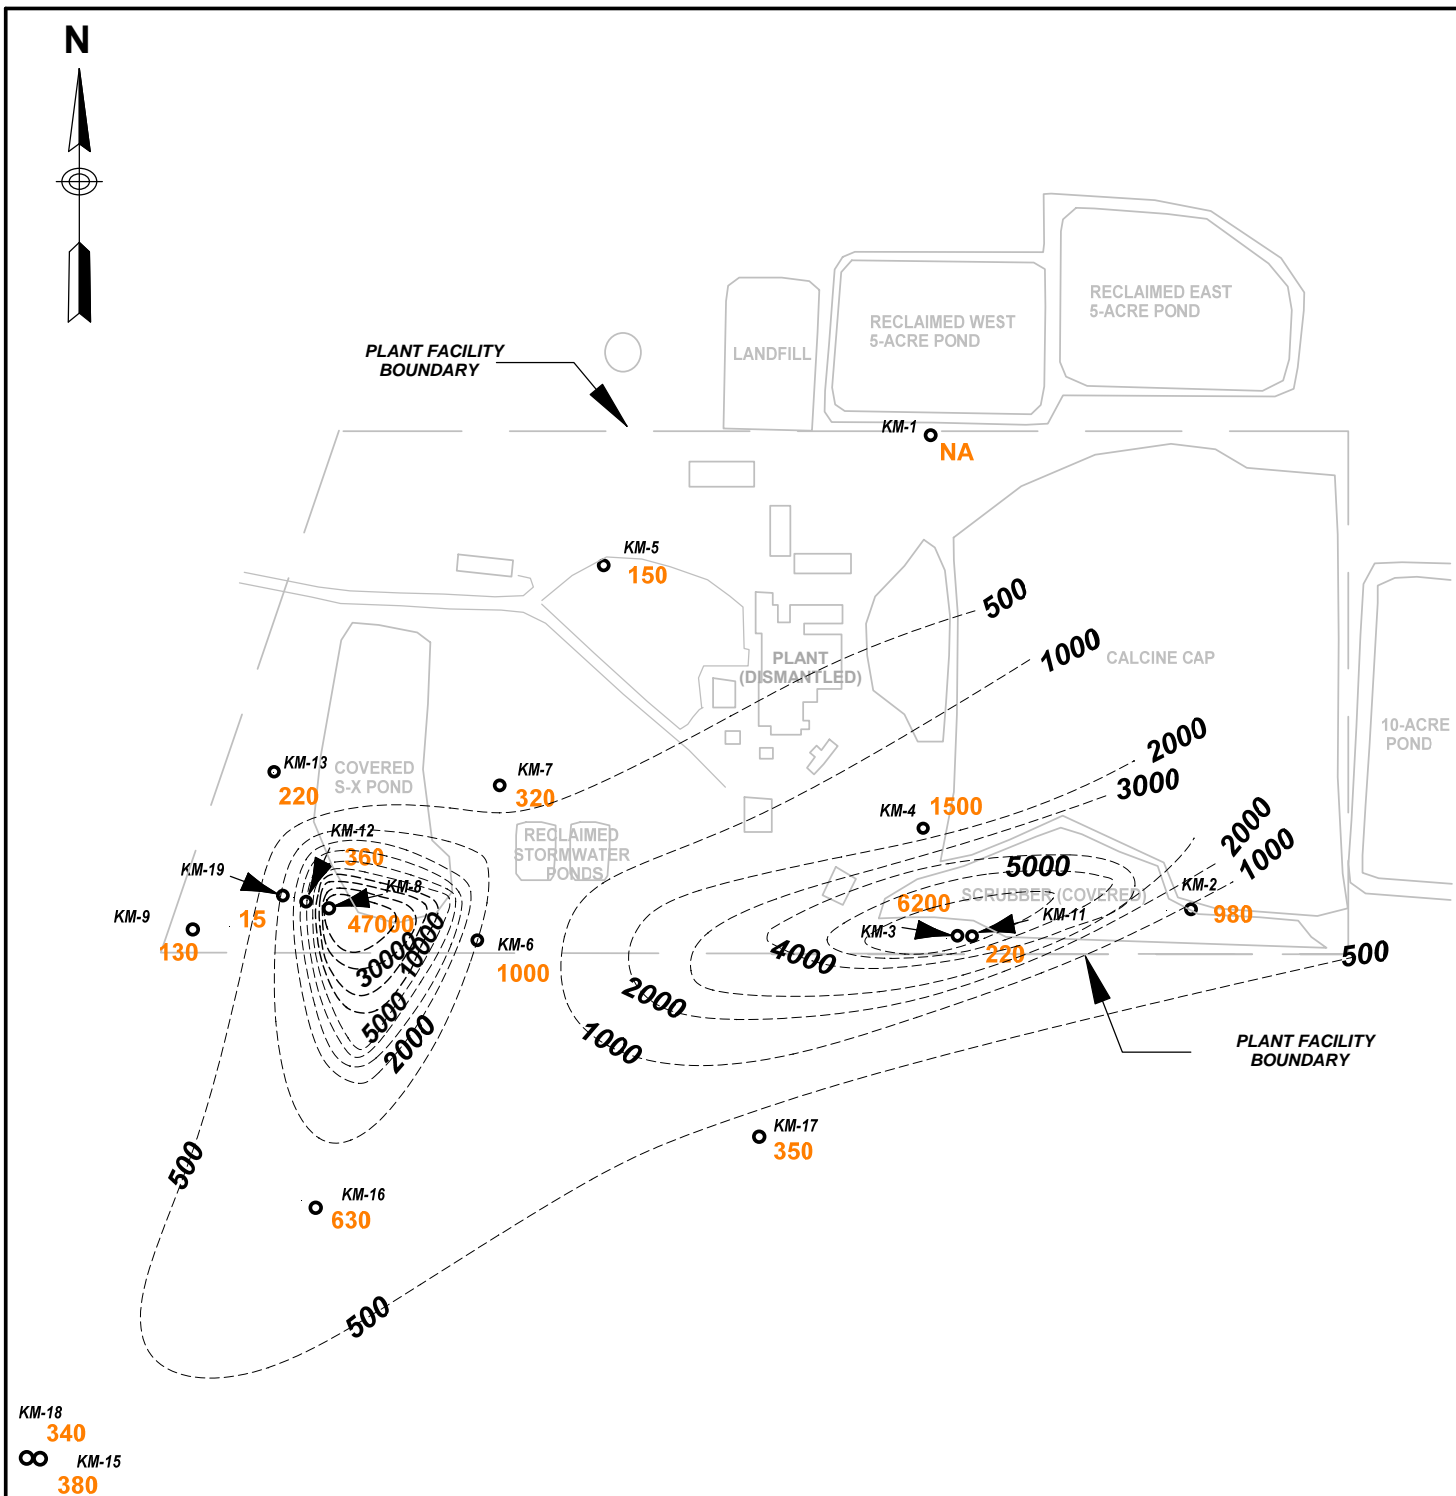 N
RECLAIMED EAST
5-ACRE POND
RECLAIMED WEST
5-ACRE POND
LANDFILL
PLANT FACILITY
BOUNDARY
KM-1
NA
KM-5
150
500
1000
PLANT
(DISMANTLED)
CALCINE CAP
10-ACRE
POND
2000
3000
KM-13
220
COVERED
S-X POND
KM-7
320
KM-4
1500
2000
1000
KM-12
360
RECLAIMED
STORMWATER
PONDS
5000
KM-19
15
KM-8
47000
SCRUBBER (COVERED)
KM-2
980
6200
KM-3
KM-11
220
KM-9
130
KM-6
1000
30000
10000
4000
500
5000
2000
2000
1000
PLANT FACILITY
BOUNDARY
KM-17
350
500
KM-16
630
500
KM-18
340
KM-15
380